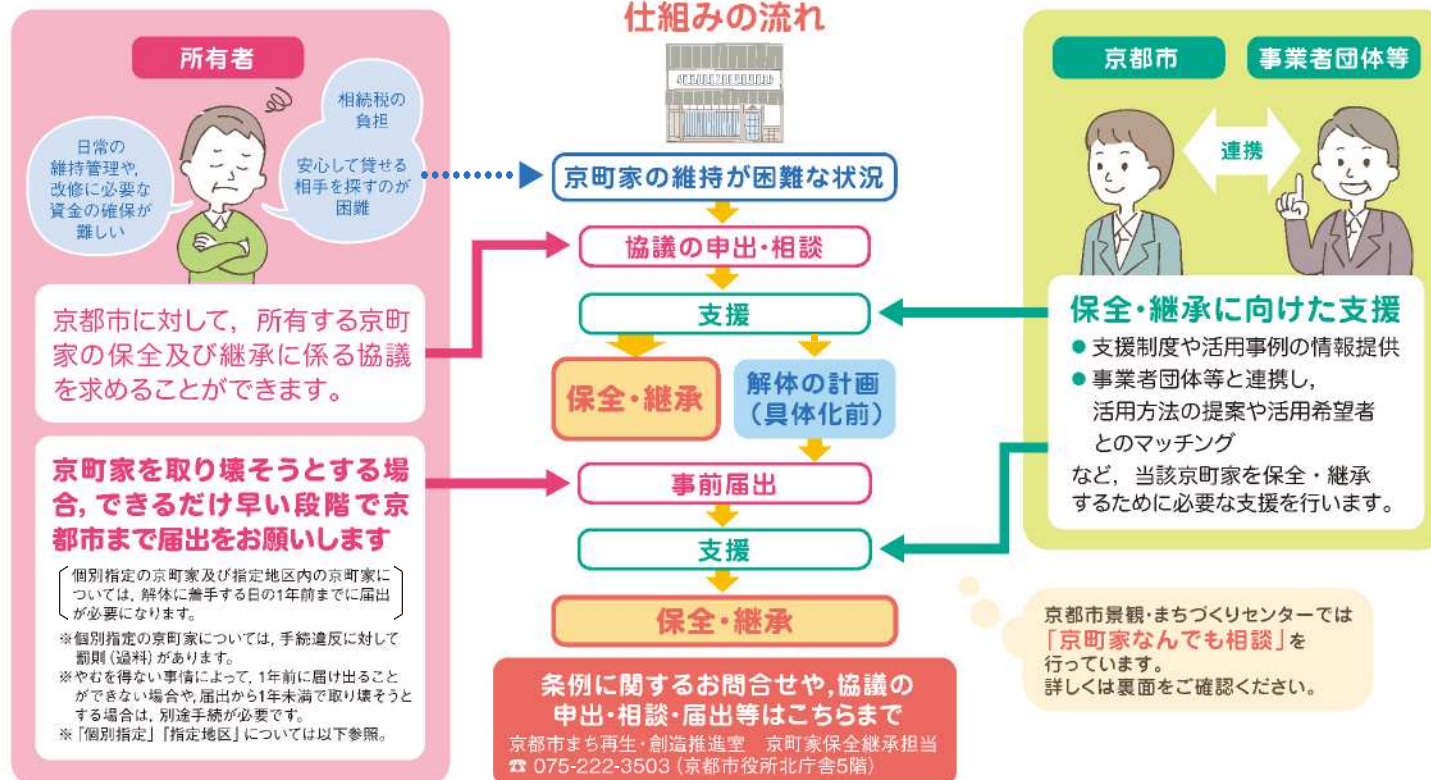 仕組みの流れ
所有者
日常の
維持管理や,
改修に必要な
資金の確保が
難しい
相続税の
負担
安心して貸せる
相手を探すのが
困難
京都市に対して，所有する京町
家の保全及び継承に係る協議
を求めることができます。
京町家を取り壊そうとする場
合，できるだけ早い段階で京
都市まで届出をお願いします
個別指定の京町家及び指定地区内の京町家に
ついては，解体に着手する日の1年前までに届出
が必要になります。
※個別指定の京町家については，手続違反に対して
罰則（過料）があります。
※やむを得ない事情によって，1年前に届け出ること
ができない場合や，届出から1年未満で取り壊そうと
する場合は，別途手続が必要です。
※「個別指定」「指定地区」については以下参照。
京町家の維持が困難な状況
協議の申出・相談
支援
保全・継承
解体の計画
（具体化前）
事前届出
支援
保全・継承
条例に関するお問合せや，協議の
申出・相談・届出等はこちらまで
京都市まち再生・創造推進室　京町家保全継承担当
☎ 075-222-3503（京都市役所北庁舎5階）
京都市
事業者団体等
連携
保全・継承に向けた支援
● 支援制度や活用事例の情報提供
● 事業者団体等と連携し，
活用方法の提案や活用希望者
とのマッチング
など，当該京町家を保全・継承
するために必要な支援を行います。
京都市景観・まちづくりセンターでは
「京町家なんでも相談」を
行っています。
詳しくは裏面をご確認ください。